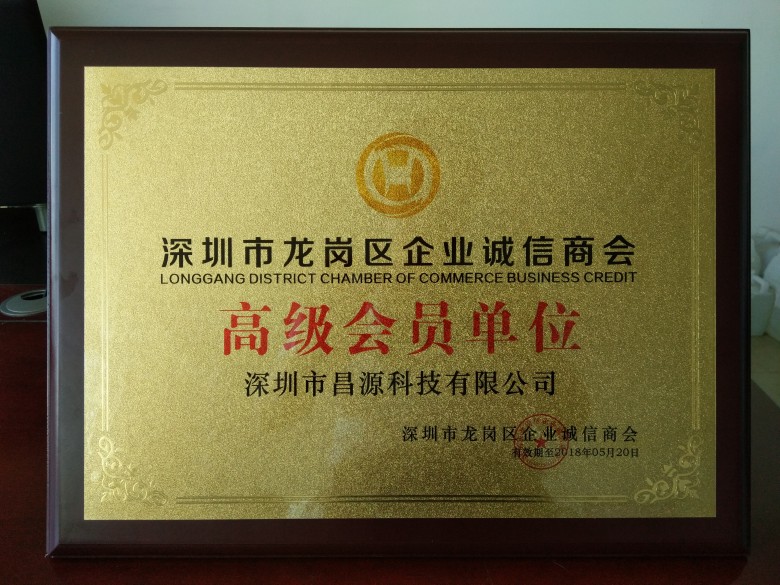 深圳市龙岗区企业诚信商会
LONGGANG DISTRICT CHAMBER OF COMMERCE BUSINESS CREDIT
高级会员单位
深圳市昌源科技有限公司
深圳市龙岗区企业诚信商会
有效期至2018年05月20日